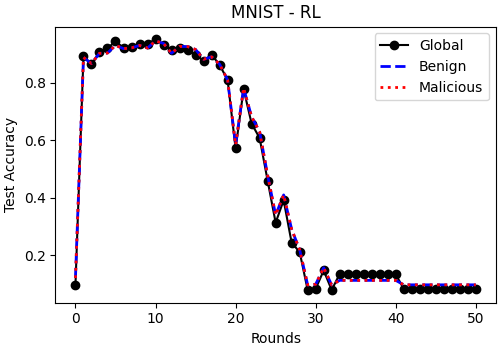 MNIST - RL
Global
Benign
Malicious
Test Accuracy
0.8
0.6
0.4
0.2
0 10 20 30 40 50
Rounds